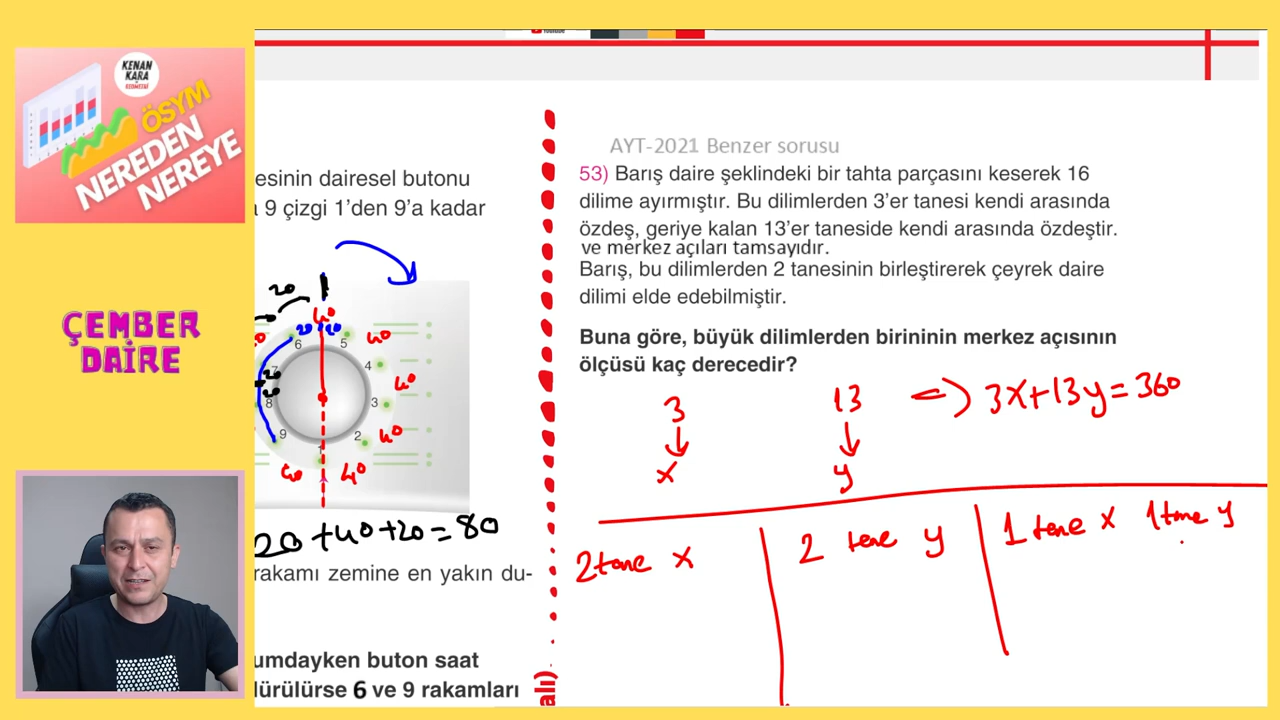 KENAN
KARA
ÖSYM
NEREDEN
NEREYE
ÇEMBER
DAİRE
esinin dairesel butonu
9 çizgi 1'den 9'a kadar
20
40
20 20
40
6
5
4
40
3
8
40
9
2
1
40
40
20 + 40 + 20 = 80
rakamı zemine en yakın du-
umdayken buton saat
dürülürse 6 ve 9 rakamları
AYT-2021 Benzer sorusu
53) Barış daire şeklindeki bir tahta parçasını keserek 16
dilime ayırmıştır. Bu dilimlerden 3'er tanesi kendi arasında
özdeş, geriye kalan 13'er taneside kendi arasında özdeştir.
ve merkez açıları tamsayıdır.
Barış, bu dilimlerden 2 tanesinin birleştirerek çeyrek daire
dilimi elde edebilmiştir.
Buna göre, büyük dilimlerden birininin merkez açısının
ölçüsü kaç derecedir?
3 13 <=> 3x+13y=360
x y
2 tane x 2 tane y 1 tane x 1 tane y
alı)